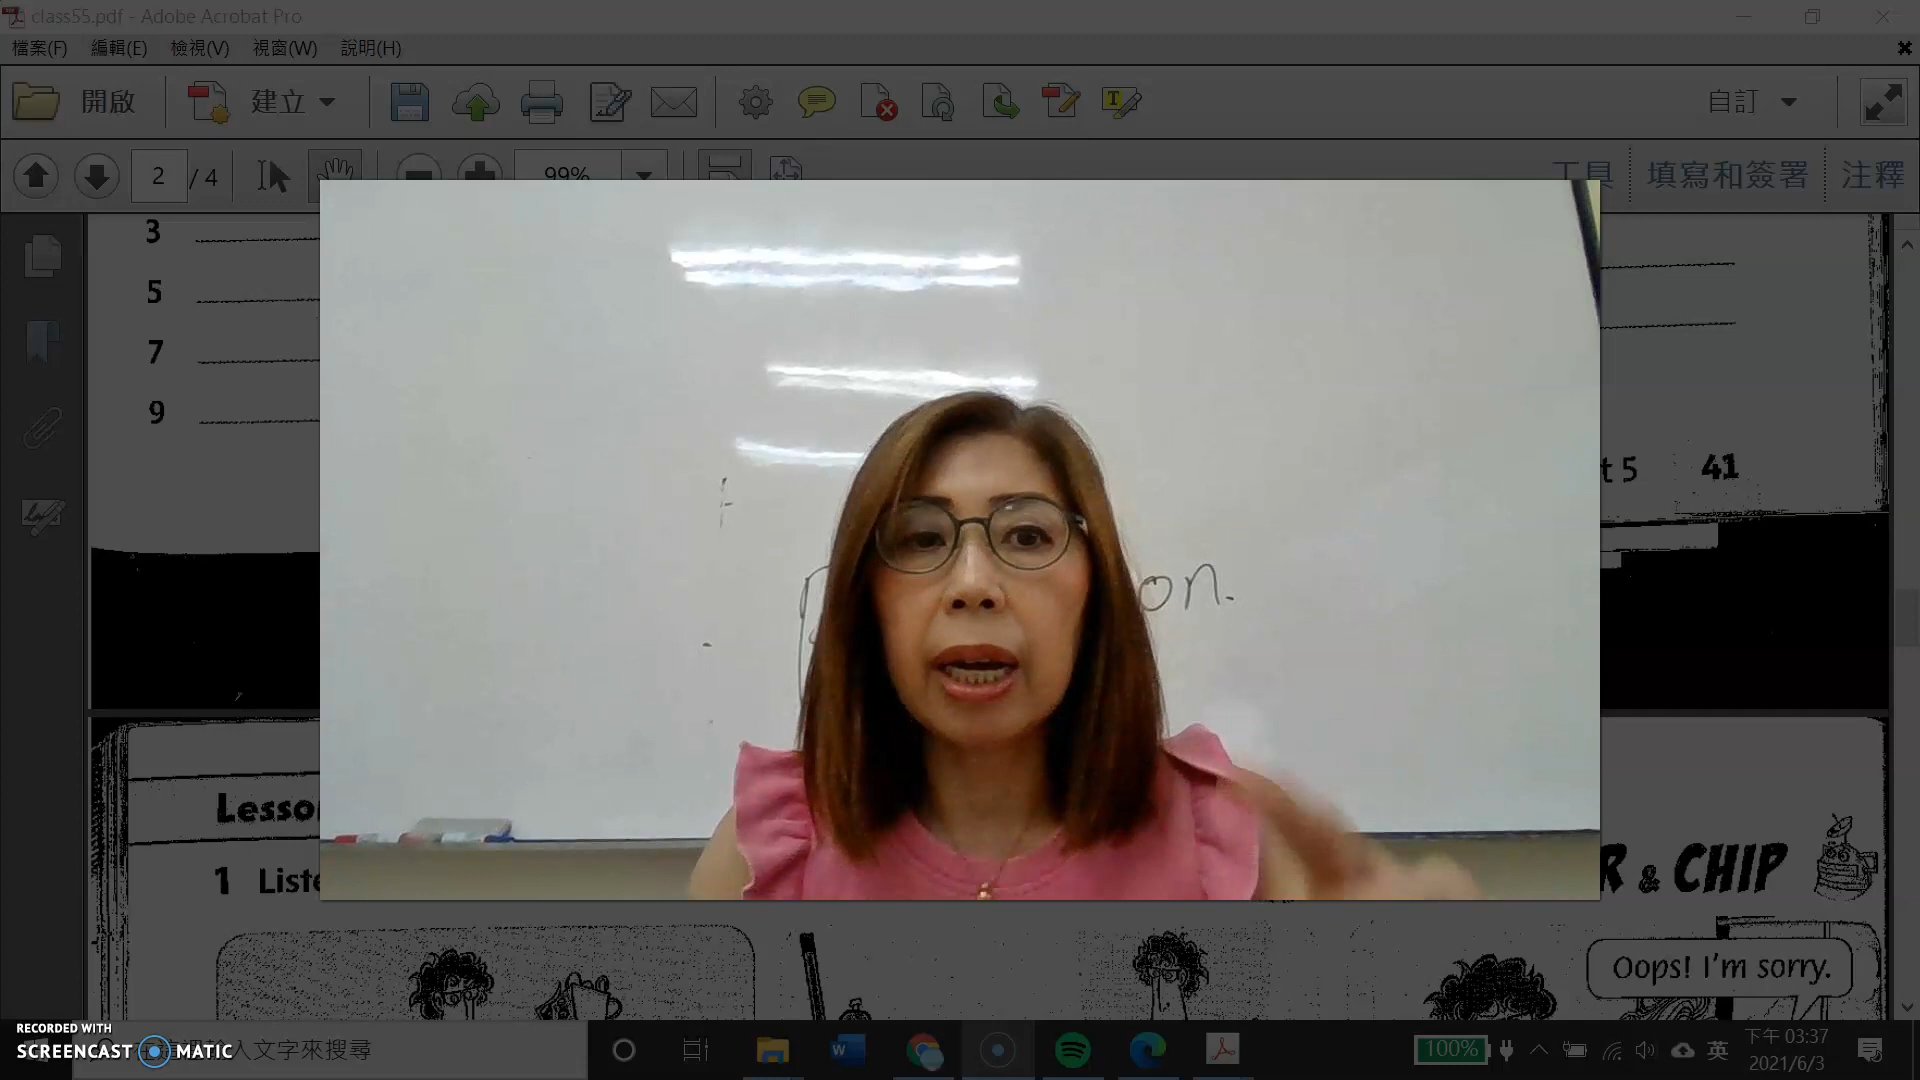 class55.pdf - Adobe Acrobat Pro
檔案(F) 編輯(E) 檢視(V) 視窗(W) 說明(H)
開啟 建立 自訂
2 / 4 99% 工具 填寫和簽署 注釋
3
5
7
9
t 5 41
on.
Lesso
R & CHIP
1 Liste
Oops! I'm sorry.
RECORDED WITH
SCREENCAST MATIC
入文字來搜尋
100% 英 下午 03:37
2021/6/3